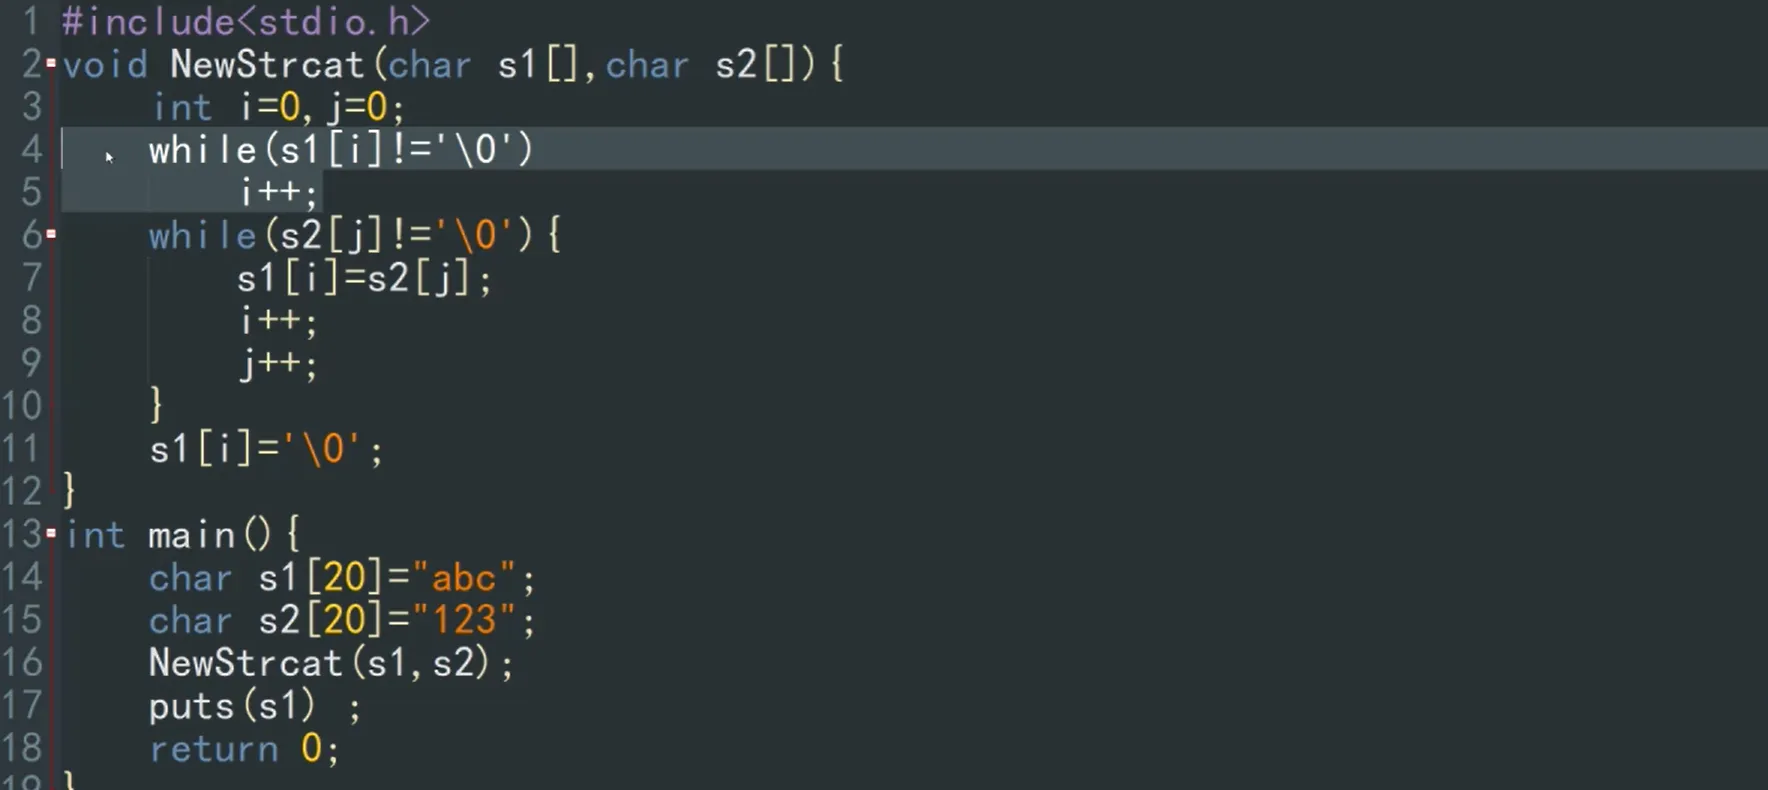 1 #include<stdio.h>
2 void NewStrcat(char s1[],char s2[]){
3     int i=0,j=0;
4     while(s1[i]!='\0')
5         i++;
6     while(s2[j]!='\0'){
7         s1[i]=s2[j];
8         i++;
9         j++;
10     }
11     s1[i]='\0';
12 }
13 int main(){
14     char s1[20]="abc";
15     char s2[20]="123";
16     NewStrcat(s1,s2);
17     puts(s1) ;
18     return 0;
19 }